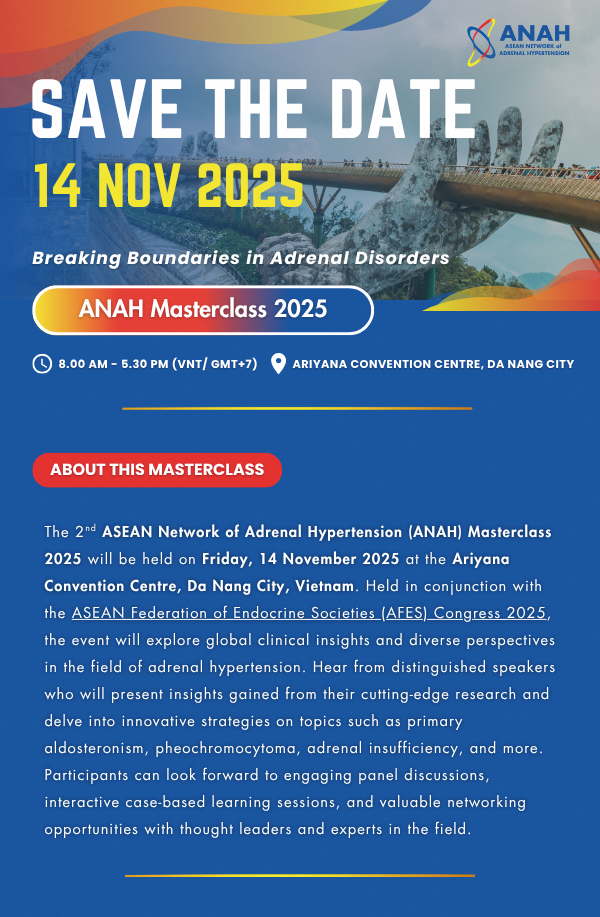 ANAH
ASEAN NETWORK of
ADRENAL HYPERTENSION
SAVE THE DATE
14 NOV 2025
Breaking Boundaries in Adrenal Disorders
ANAH Masterclass 2025
8.00 AM - 5.30 PM (VNT/ GMT+7)
ARIYANA CONVENTION CENTRE, DA NANG CITY
ABOUT THIS MASTERCLASS
The 2nd ASEAN Network of Adrenal Hypertension (ANAH) Masterclass
2025 will be held on Friday, 14 November 2025 at the Ariyana
Convention Centre, Da Nang City, Vietnam. Held in conjunction with
the ASEAN Federation of Endocrine Societies (AFES) Congress 2025,
the event will explore global clinical insights and diverse perspectives
in the field of adrenal hypertension. Hear from distinguished speakers
who will present insights gained from their cutting-edge research and
delve into innovative strategies on topics such as primary
aldosteronism, pheochromocytoma, adrenal insufficiency, and more.
Participants can look forward to engaging panel discussions,
interactive case-based learning sessions, and valuable networking
opportunities with thought leaders and experts in the field.